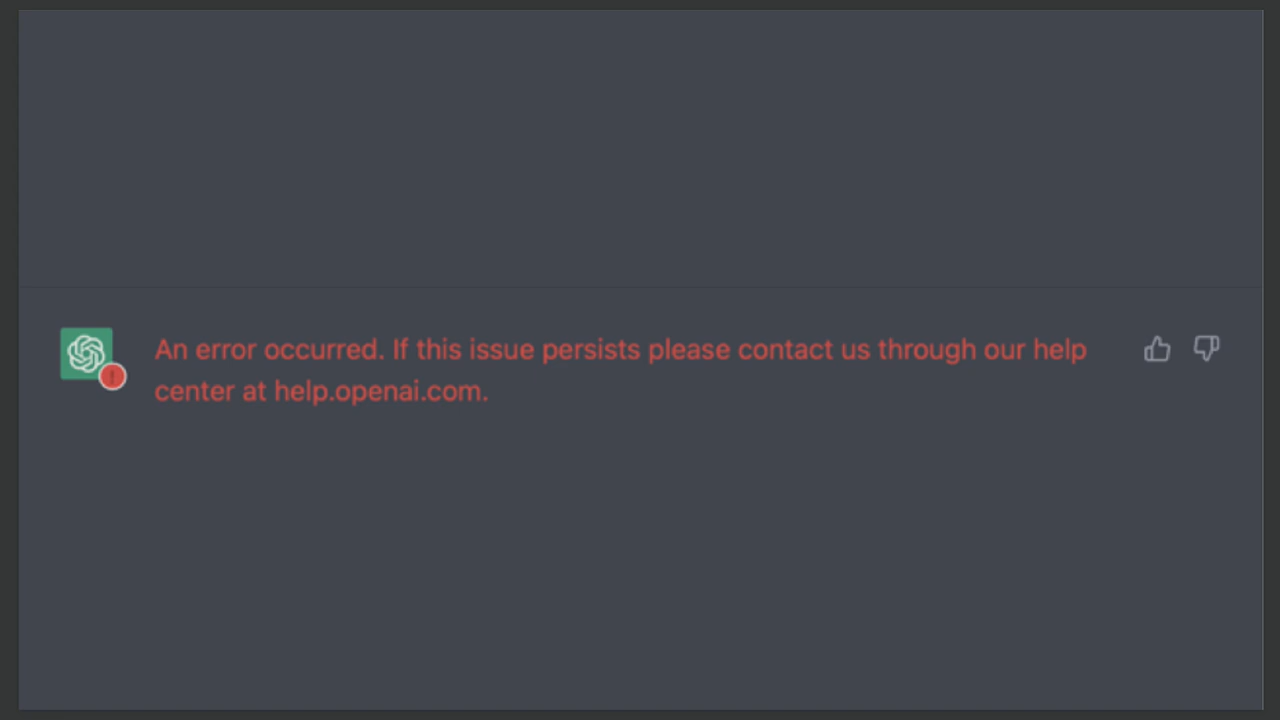 An error occurred. If this issue persists please contact us through our help
center at help.openai.com.